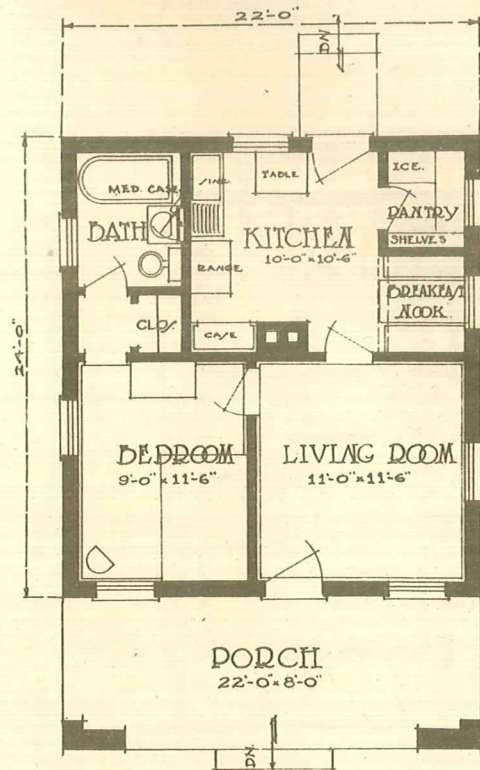 22'-0"
DN.
24'-0"
MED. CASE
SINK
TABLE
ICE.
BATH
KITCHEN
10'-0" x 10'-6"
PANTRY
SHELVES
RANGE
BREAKFAST
NOOK.
CLOS.
CASE
BEDROOM
9'-0" x 11'-6"
LIVING ROOM
11'-0" x 11'-6"
PORCH
22'-0" x 8'-0"
DN.